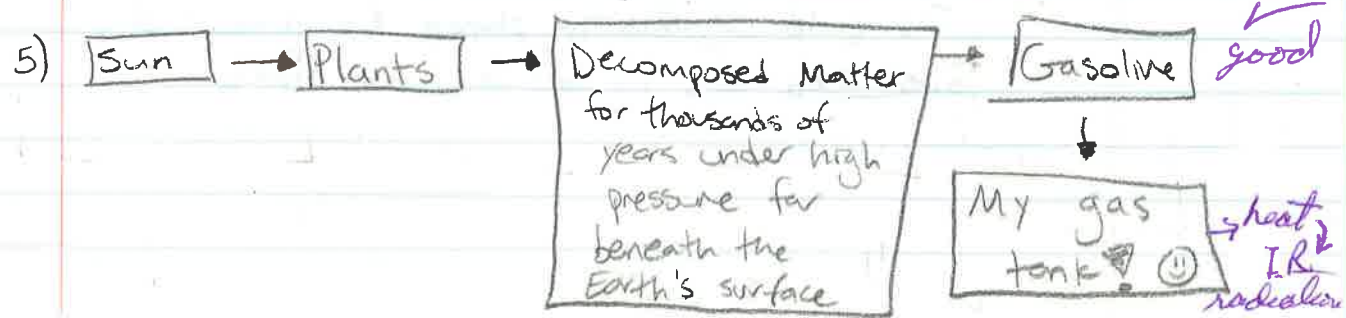 5) Sun → Plants → Decomposed Matter
for thousands of
years under high
pressure far
beneath the
Earth's surface
→ Gasoline
good
My gas
tank! ☺
→ heat
I.R.
radiation